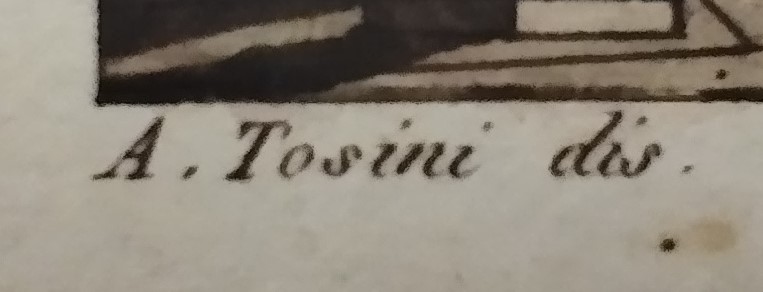 A. Tosini dis.